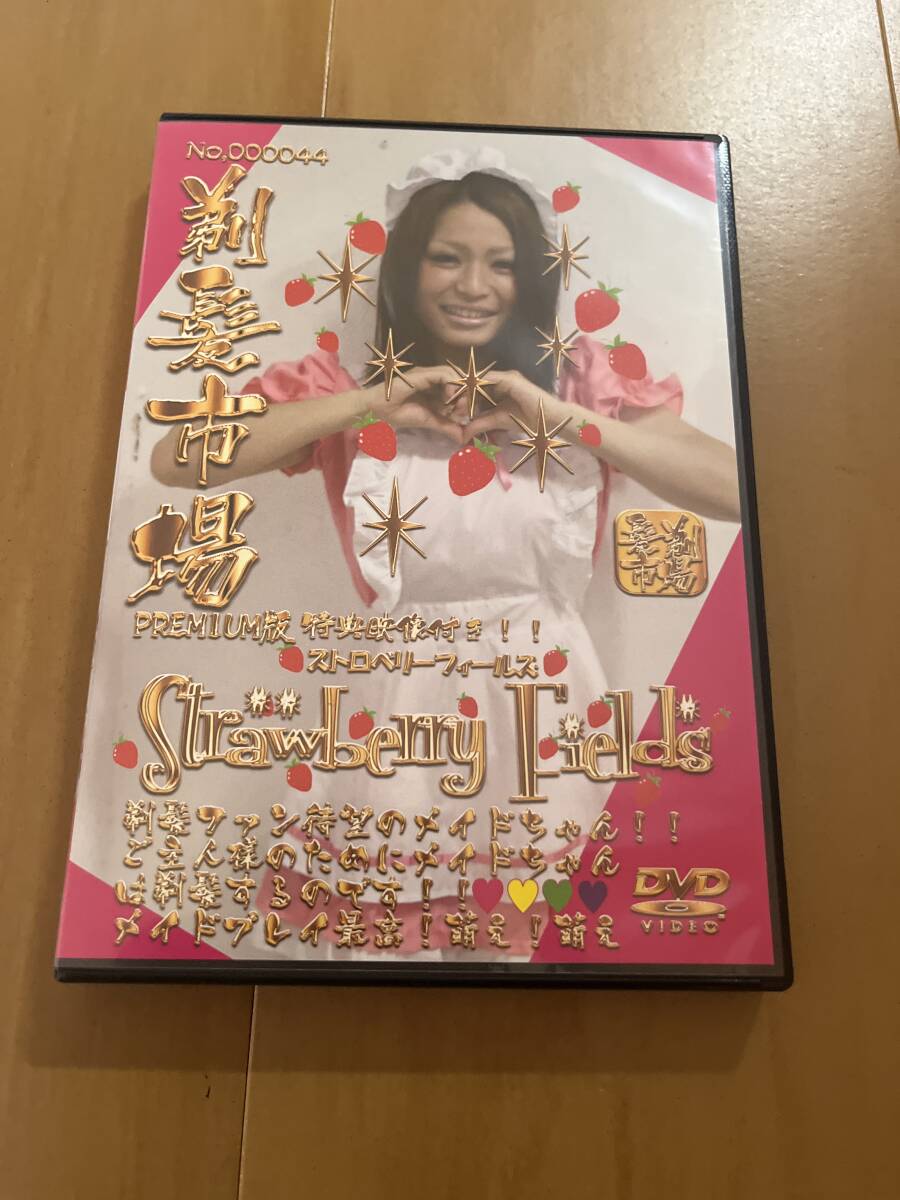 No,000044
剃髪市場
剃髪市場
PREMIUM版 特典映像付き!!
ストロベリーフィールズ
Strawberry Fields
剃髪ファン待望のメイドちゃん!!
ご主人様のためにメイドちゃん
は剃髪するのです!!
メイドプレイ最高!萌え!萌え
DVD
VIDEO